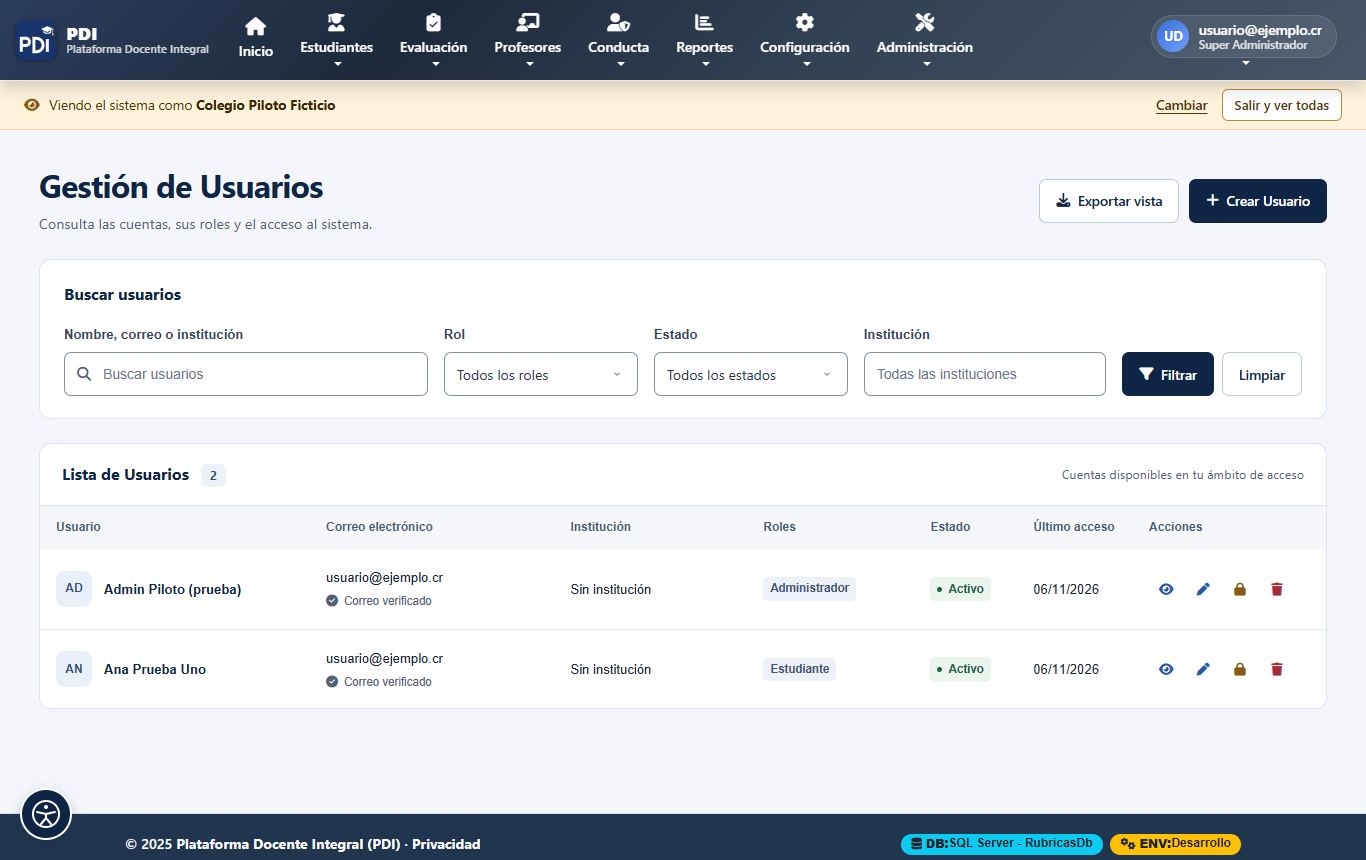 PDI
PDI
Plataforma Docente Integral
Inicio
Estudiantes
Evaluación
Profesores
Conducta
Reportes
Configuración
Administración
UD
usuario@ejemplo.cr
Super Administrador
Viendo el sistema como Colegio Piloto Ficticio
Cambiar
Salir y ver todas
Gestión de Usuarios
Consulta las cuentas, sus roles y el acceso al sistema.
Exportar vista
Crear Usuario
Buscar usuarios
Nombre, correo o institución
Rol
Estado
Institución
Buscar usuarios
Todos los roles
Todos los estados
Todas las instituciones
Filtrar
Limpiar
Lista de Usuarios 2
Cuentas disponibles en tu ámbito de acceso
Usuario
Correo electrónico
Institución
Roles
Estado
Último acceso
Acciones
AD
Admin Piloto (prueba)
usuario@ejemplo.cr
Correo verificado
Sin institución
Administrador
Activo
06/11/2026
AN
Ana Prueba Uno
usuario@ejemplo.cr
Correo verificado
Sin institución
Estudiante
Activo
06/11/2026
© 2025 Plataforma Docente Integral (PDI) · Privacidad
DB:SQL Server - RubricasDb
ENV:Desarrollo